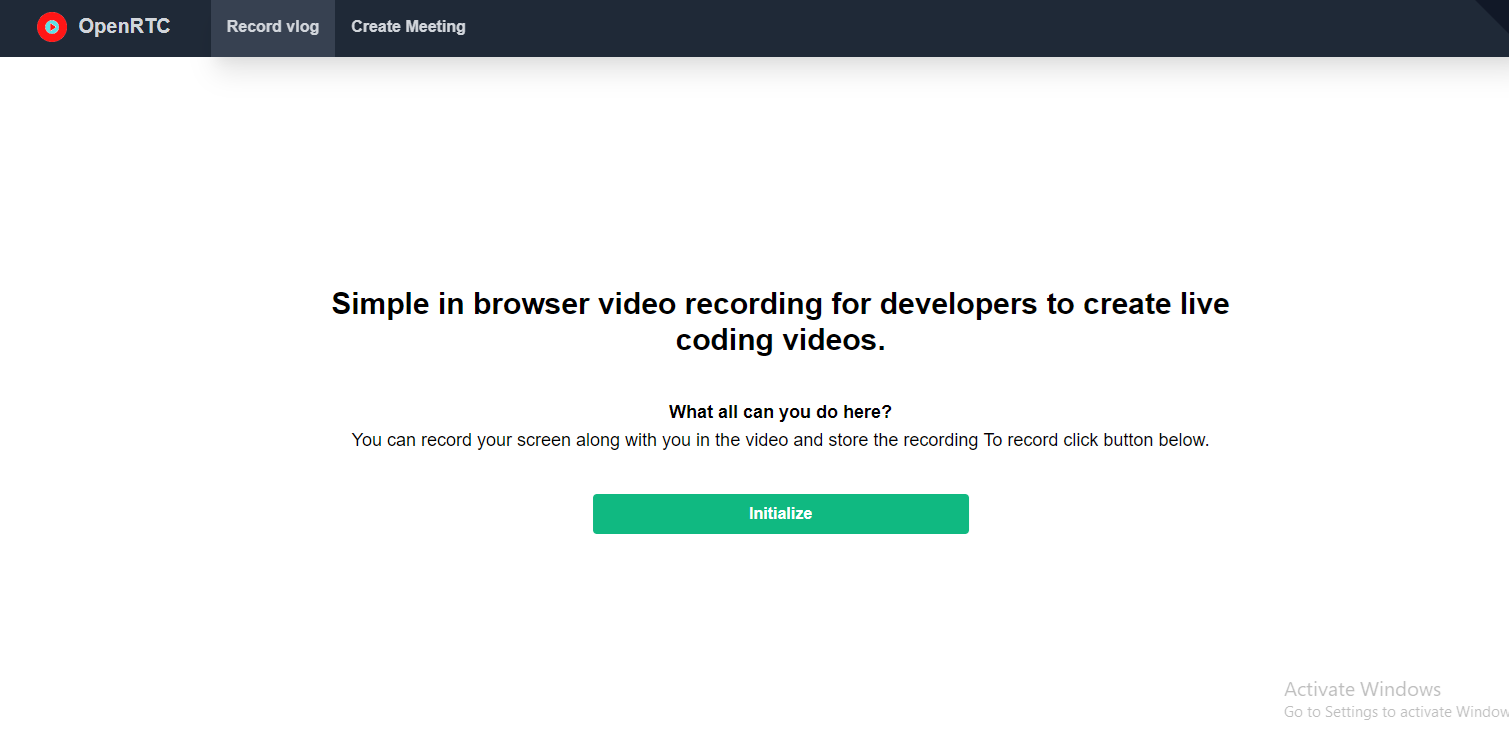 OpenRTC
Record vlog
Create Meeting
Simple in browser video recording for developers to create live
coding videos.
What all can you do here?
You can record your screen along with you in the video and store the recording To record click button below.
Initialize
Activate Windows
Go to Settings to activate Window